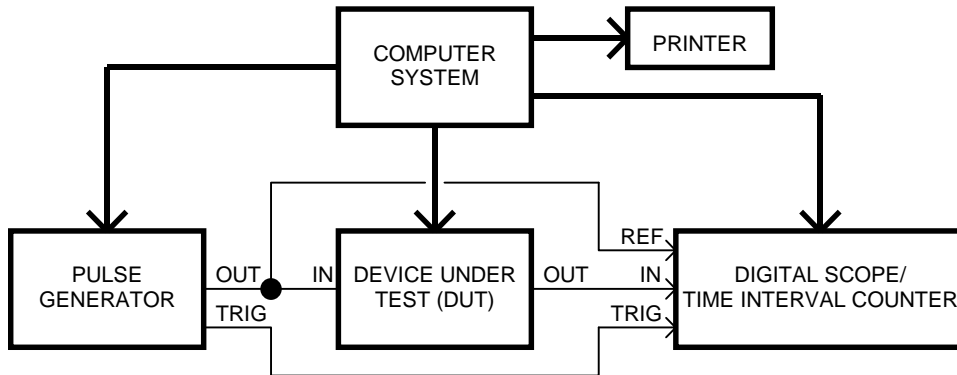 COMPUTER
SYSTEM
PRINTER
REF
PULSE
GENERATOR
OUT
TRIG
IN
DEVICE UNDER
TEST (DUT)
OUT
IN
TRIG
DIGITAL SCOPE/
TIME INTERVAL COUNTER